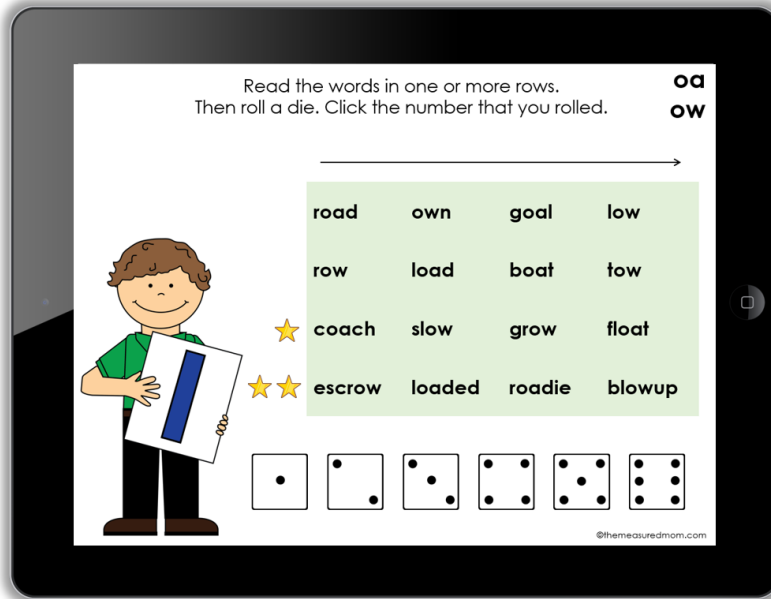 Read the words in one or more rows.
Then roll a die. Click the number that you rolled.
oa
ow
road own goal low
row load boat tow
coach slow grow float
escrow loaded roadie blowup
©themeasuredmom.com